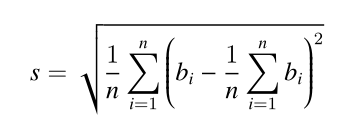 s = \sqrt{\frac{1}{n} \sum_{i=1}^{n} \left( b_i - \frac{1}{n} \sum_{i=1}^{n} b_i \right)^2}